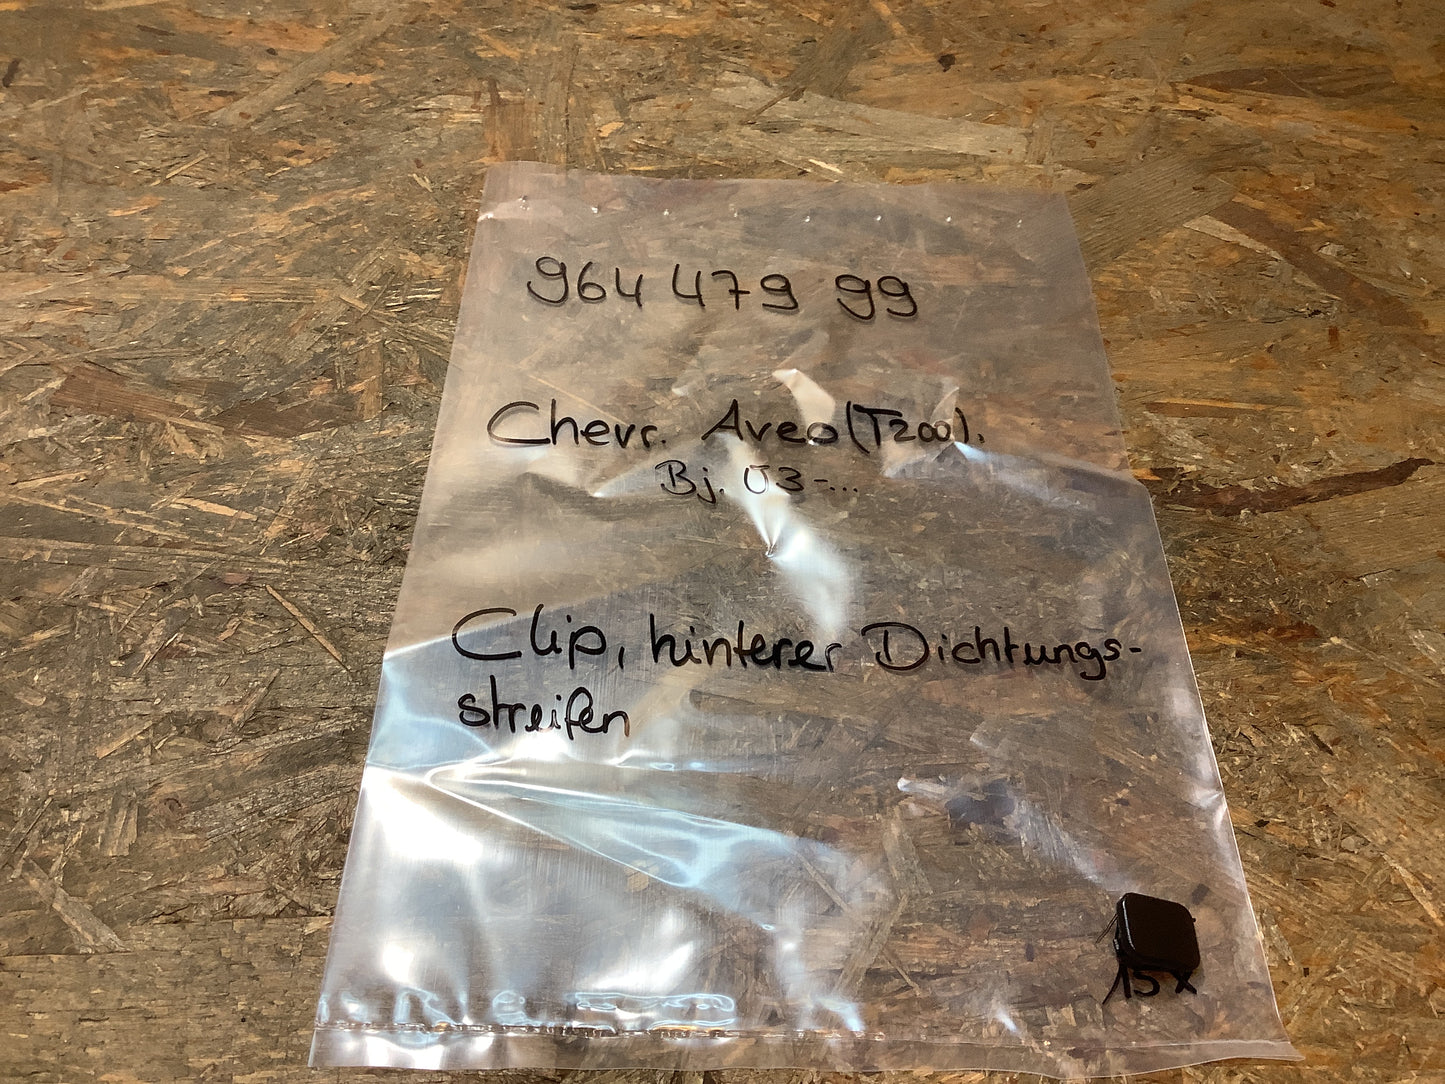 964 479 99
Chevr. Aveo (T200).
Bj. 03-...
Clip, hinterer Dichtungs-
streifen
15x